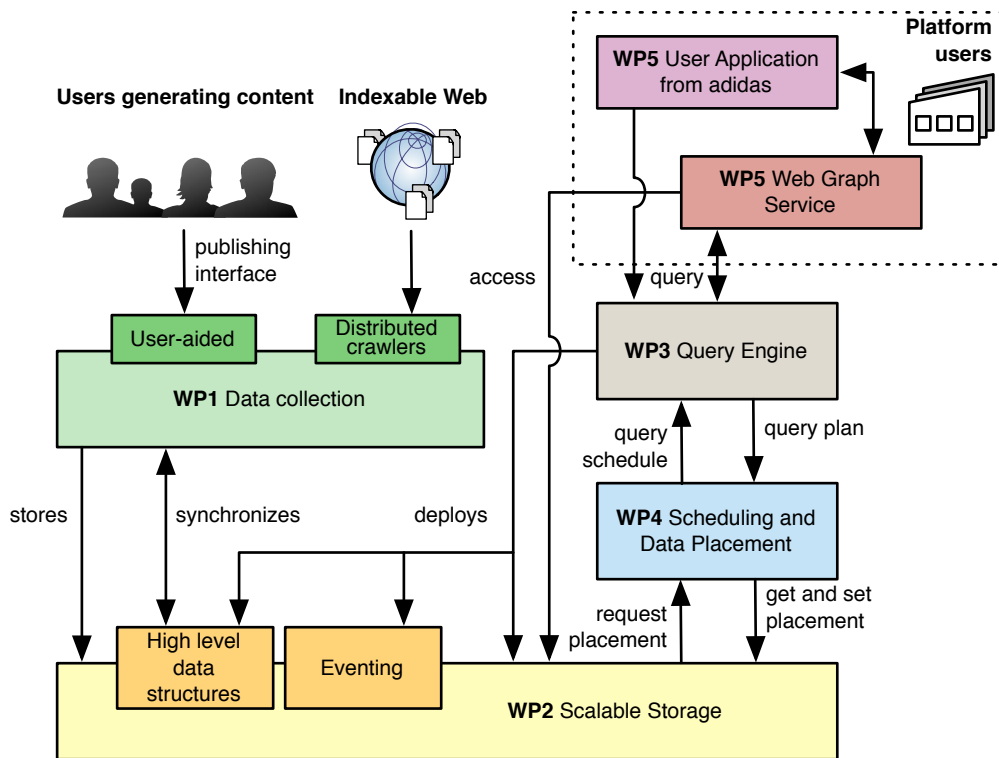 Platform
users
WP5 User Application
from adidas
Users generating content
Indexable Web
WP5 Web Graph
Service
publishing
interface
access
query
User-aided
Distributed
crawlers
WP3 Query Engine
WP1 Data collection
query
schedule
query plan
stores
synchronizes
deploys
WP4 Scheduling and
Data Placement
request
placement
get and set
placement
High level
data
structures
Eventing
WP2 Scalable Storage